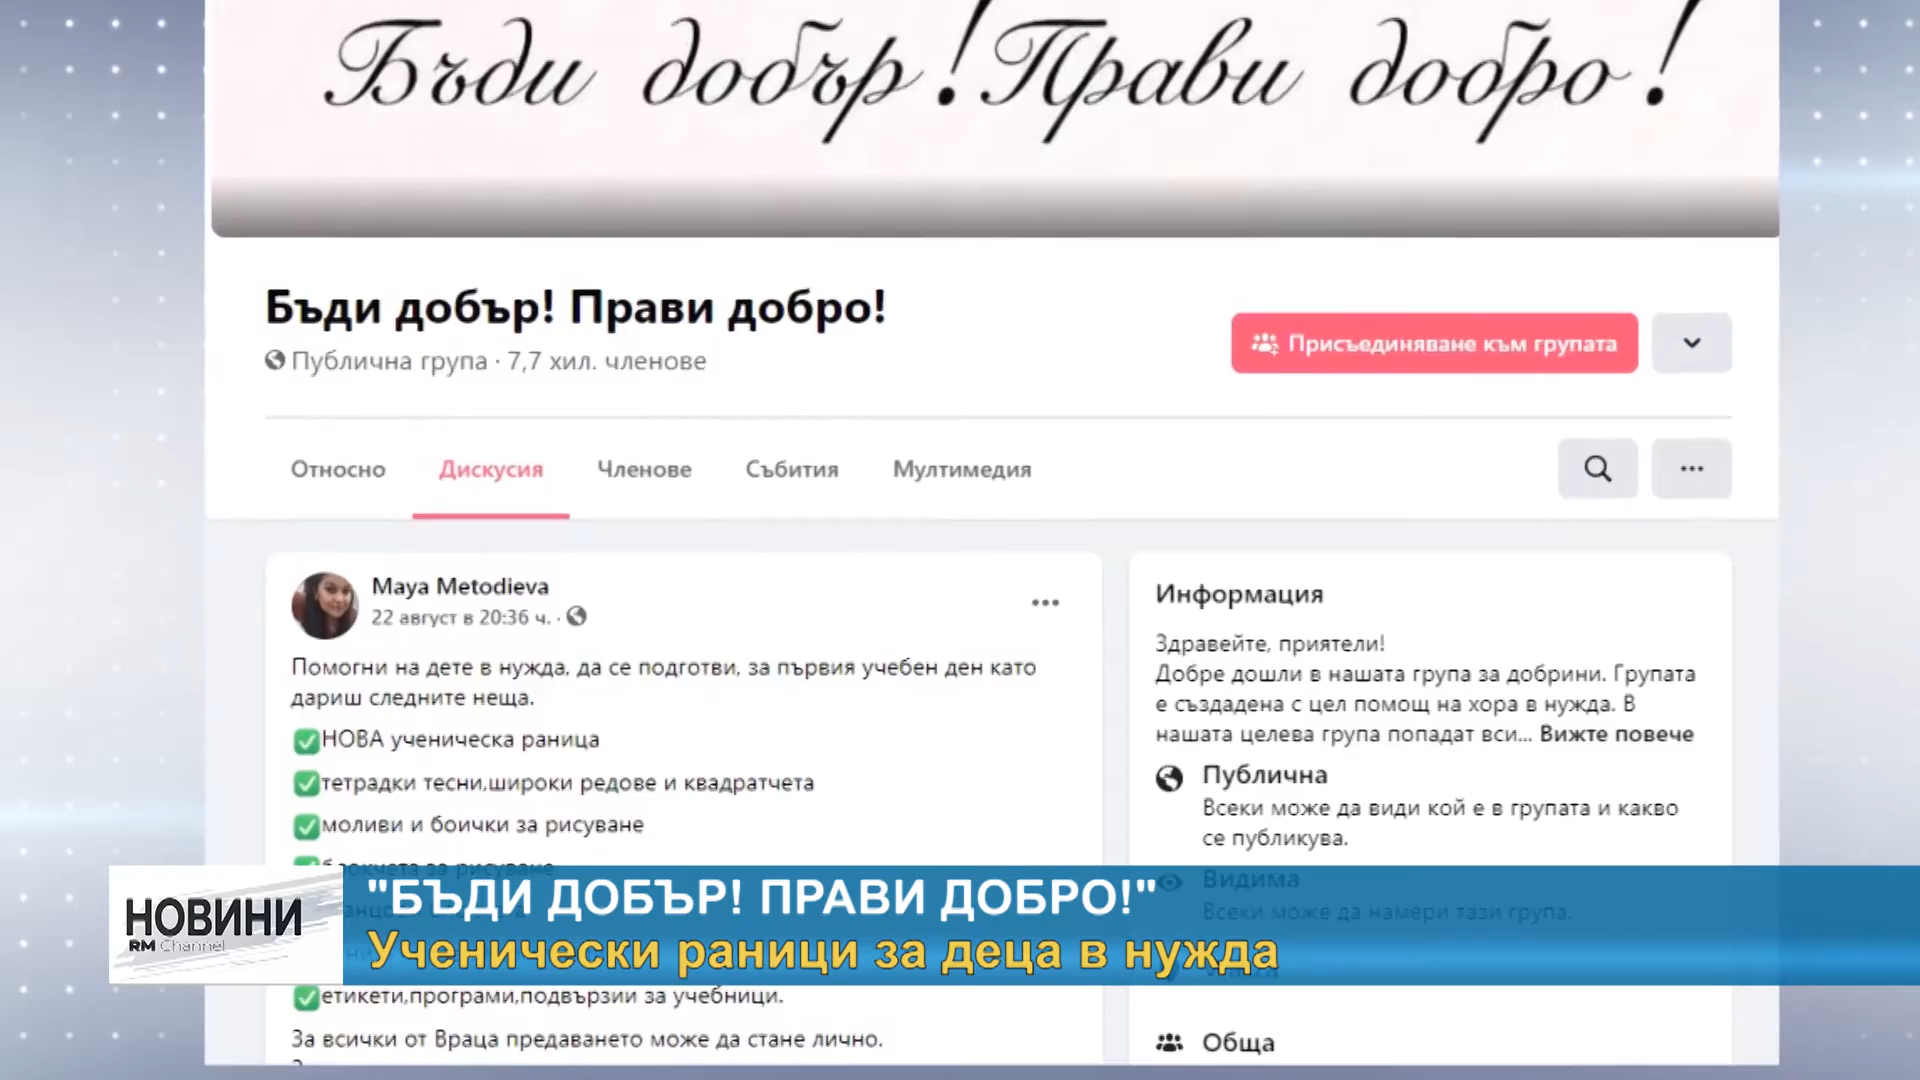 Бъди добър! Прави добро!
Бъди добър! Прави добро!
Публична група · 7,7 хил. членове
Присъединяване към групата
Относно Дискусия Членове Събития Мултимедия
Maya Metodieva
22 август в 20:36 ч. ·
Помогни на дете в нужда, да се подготви, за първия учебен ден като
дариш следните неща.
НОВА ученическа раница
тетрадки тесни,широки редове и квадратчета
моливи и боички за рисуване
блокчета за рисуване
етикети,програми,подвързии за учебници.
За всички от Враца предаването може да стане лично.
Информация
Здравейте, приятели!
Добре дошли в нашата група за добрини. Групата
е създадена с цел помощ на хора в нужда. В
нашата целева група попадат вси... Вижте повече
Публична
Всеки може да види кой е в групата и какво
се публикува.
Видима
Всеки може да намери тази група.
Обща
НОВИНИ
RM Channel
"БЪДИ ДОБЪР! ПРАВИ ДОБРО!"
Ученически раници за деца в нужда